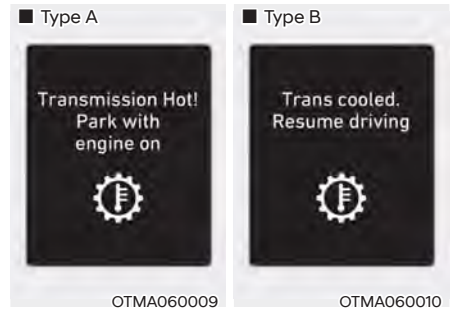 ■ Type A
Transmission Hot!
Park with
engine on
OTMA060009
■ Type B
Trans cooled.
Resume driving
OTMA060010